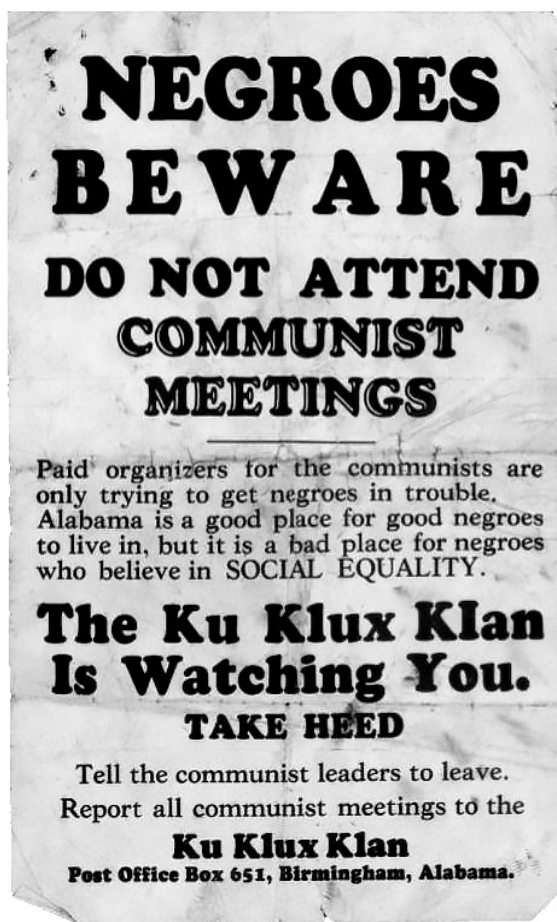 NEGROES
BEWARE
DO NOT ATTEND
COMMUNIST
MEETINGS
Paid organizers for the communists are
only trying to get negroes in trouble.
Alabama is a good place for good negroes
to live in, but it is a bad place for negroes
who believe in SOCIAL EQUALITY.
The Ku Klux Klan
Is Watching You.
TAKE HEED
Tell the communist leaders to leave.
Report all communist meetings to the
Ku Klux Klan
Post Office Box 651, Birmingham, Alabama.